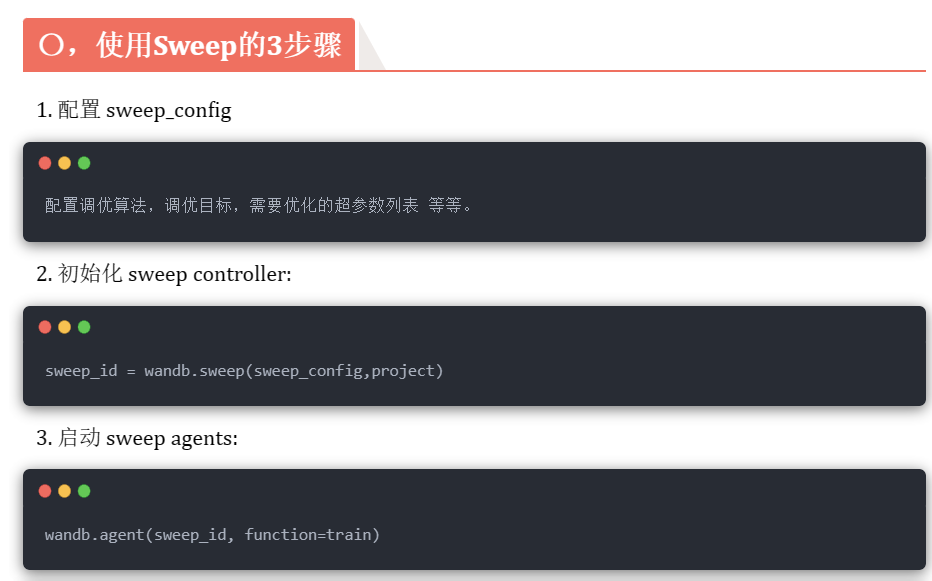 〇，使用Sweep的3步骤
1. 配置 sweep_config
配置调优算法，调优目标，需要优化的超参数列表 等等。
2. 初始化 sweep controller:
sweep_id = wandb.sweep(sweep_config,project)
3. 启动 sweep agents:
wandb.agent(sweep_id, function=train)